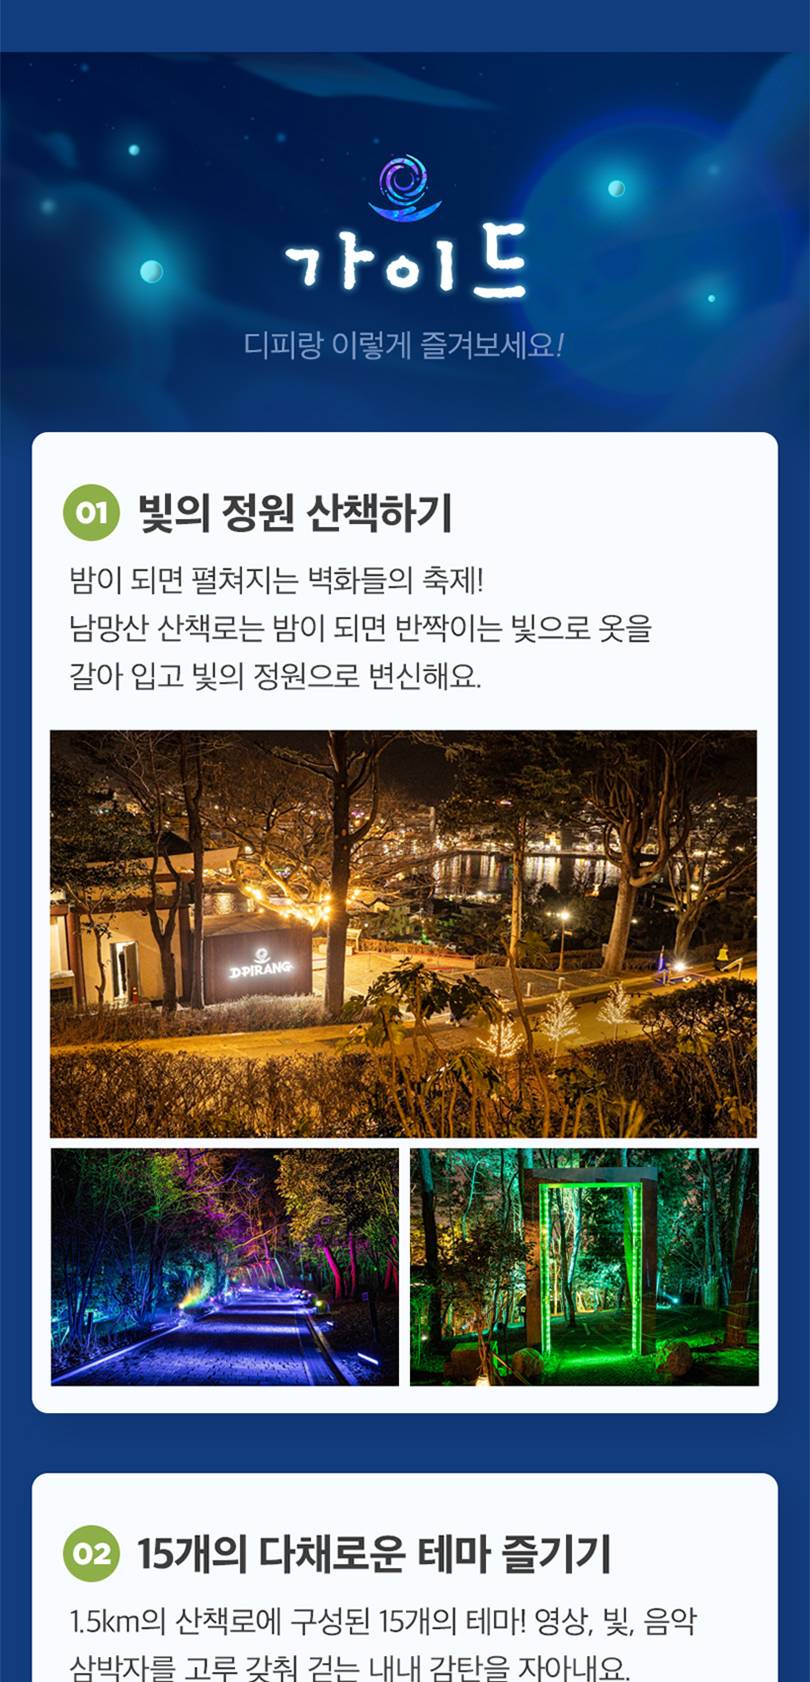 가이드
디피랑 이렇게 즐겨보세요!
01 빛의 정원 산책하기
밤이 되면 펼쳐지는 벽화들의 축제!
남망산 산책로는 밤이 되면 반짝이는 빛으로 옷을
갈아 입고 빛의 정원으로 변신해요.
DPIRANG
02 15개의 다채로운 테마 즐기기
1.5km의 산책로에 구성된 15개의 테마! 영상, 빛, 음악
삼박자를 고루 갖춰 걷는 내내 감탄을 자아내요.